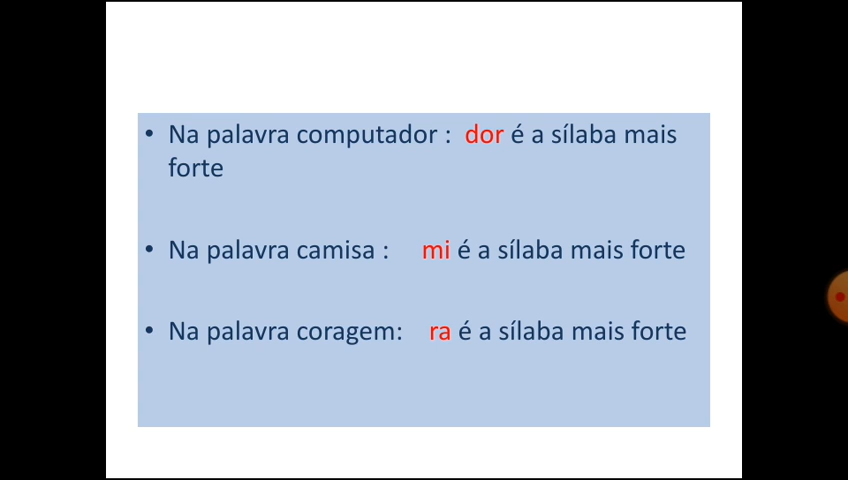 • Na palavra computador : dor é a sílaba mais
forte
• Na palavra camisa : mi é a sílaba mais forte
• Na palavra coragem: ra é a sílaba mais forte